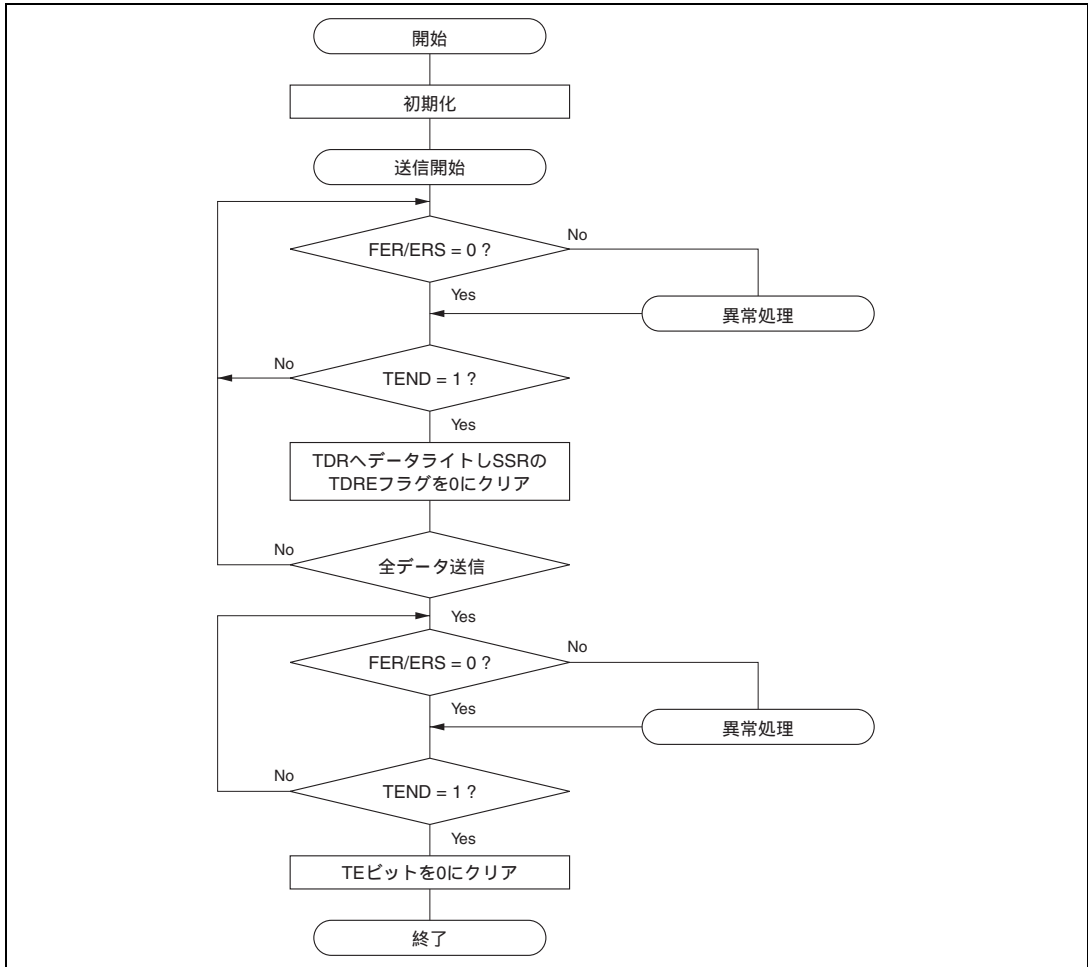 開始
初期化
送信開始
FER/ERS = 0 ?
No
Yes
異常処理
No
TEND = 1 ?
Yes
TDRへデータライトしSSRの
TDREフラグを0にクリア
No
全データ送信
Yes
FER/ERS = 0 ?
No
Yes
異常処理
No
TEND = 1 ?
Yes
TEビットを0にクリア
終了